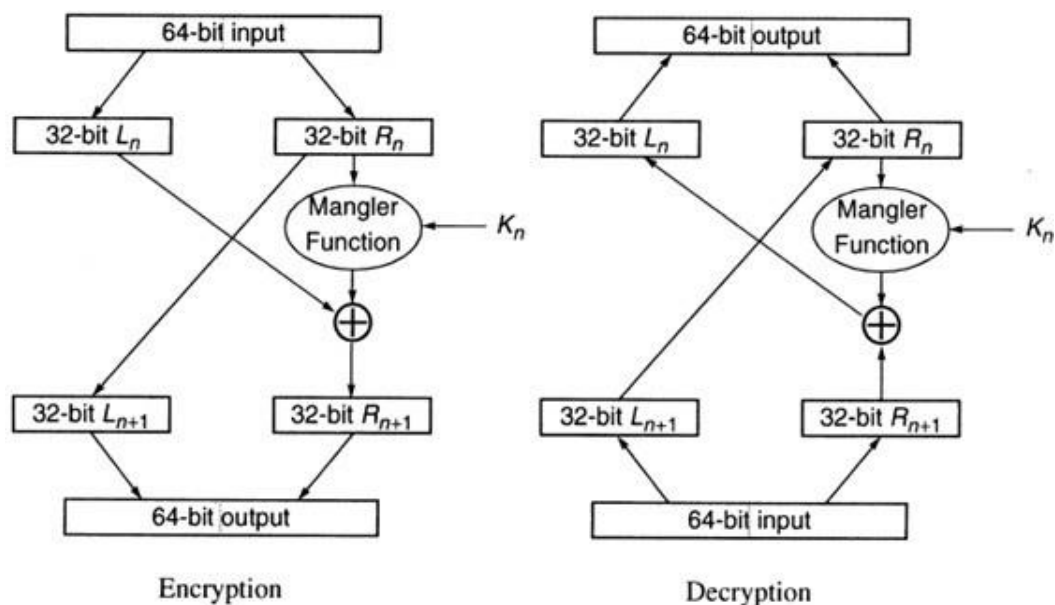 64-bit input
32-bit Ln
32-bit Rn
Mangler
Function
Kn
32-bit Ln+1
32-bit Rn+1
64-bit output
Encryption
64-bit output
32-bit Ln
32-bit Rn
Mangler
Function
Kn
32-bit Ln+1
32-bit Rn+1
64-bit input
Decryption